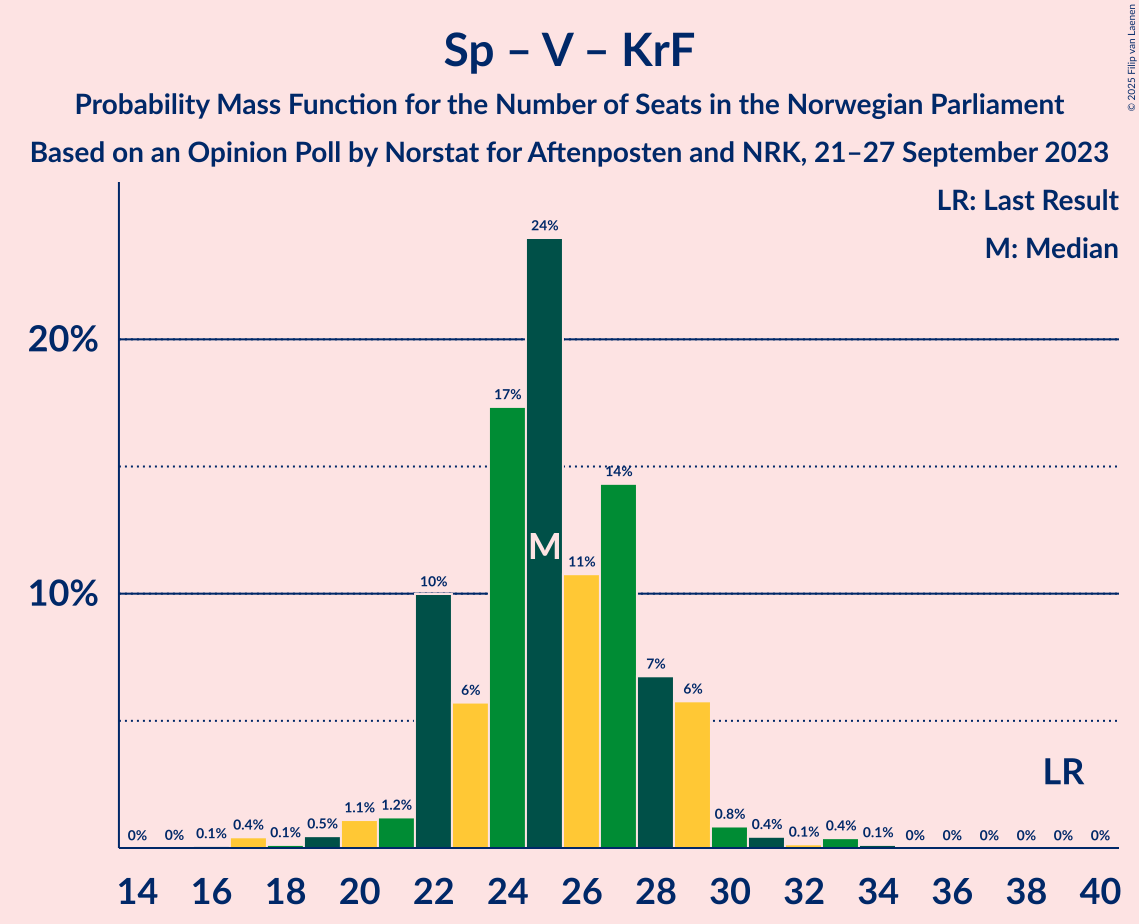 Sp – V – KrF
Probability Mass Function for the Number of Seats in the Norwegian Parliament
Based on an Opinion Poll by Norstat for Aftenposten and NRK, 21–27 September 2023
© 2025 Filip van Laenen
LR: Last Result
M: Median
24%
20%
17%
14%
M
11%
10%
10%
7%
6%
6%
LR
0% 0% 0.1% 0.4% 0.1% 0.5% 1.1% 1.2% 0.8% 0.4% 0.1% 0.4% 0.1% 0% 0% 0% 0% 0% 0%
14 16 18 20 22 24 26 28 30 32 34 36 38 40